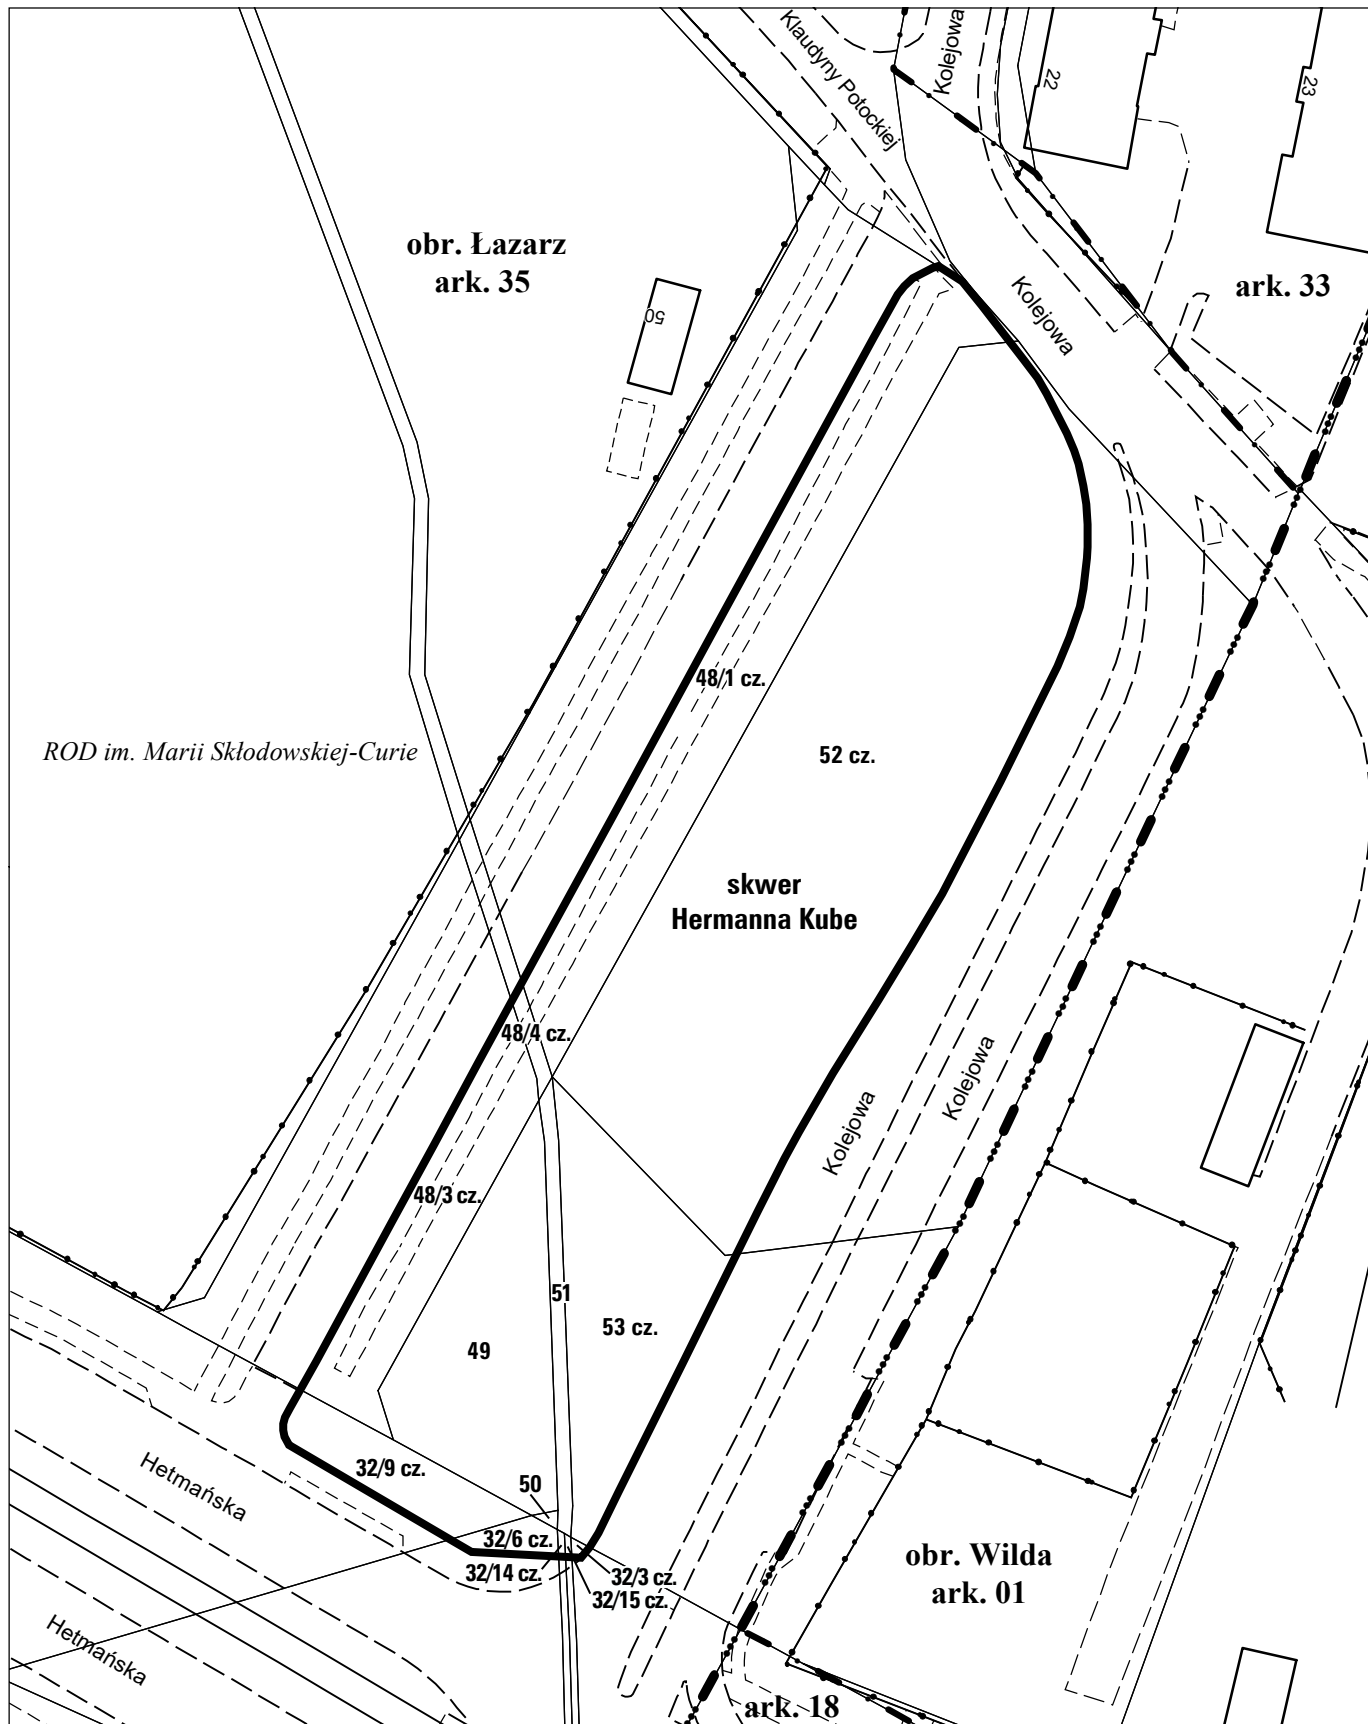 Klaudyny Potockiej
Kolejowa
22
23
obr. Łazarz
ark. 35
ark. 33
50
Kolejowa
48/1 cz.
ROD im. Marii Skłodowskiej-Curie
52 cz.
skwer
Hermanna Kube
48/4 cz.
Kolejowa
Kolejowa
48/3 cz.
51
53 cz.
49
32/9 cz.
50
Hetmańska
32/6 cz.
32/14 cz.
32/3 cz.
32/15 cz.
obr. Wilda
ark. 01
Hetmańska
ark. 18